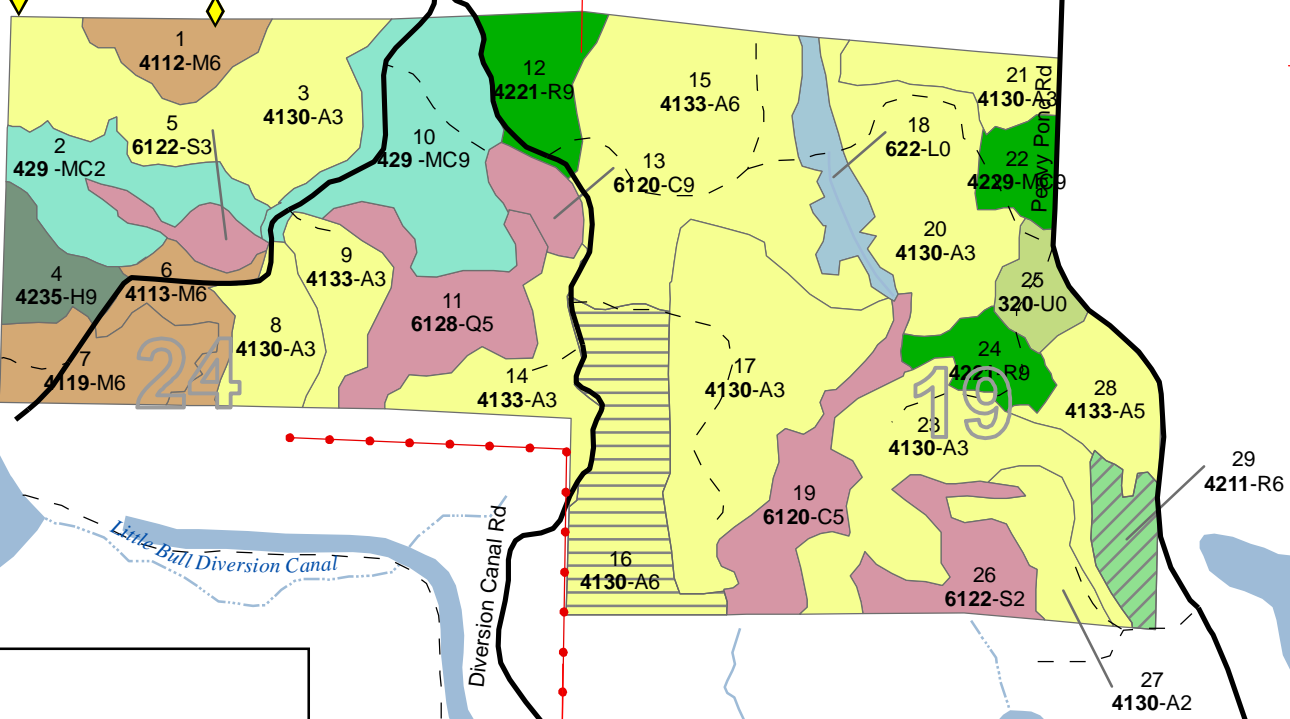 1
4112-M6
2
429 -MC2
3
4130-A3
4
4235-H9
5
6122-S3
6
4113-M6
7
4119-M6
8
4130-A3
9
4133-A3
10
429 -MC9
11
6128-Q5
12
4221-R9
13
6120-C9
14
4133-A3
15
4133-A6
16
4130-A6
17
4130-A3
18
622-L0
19
6120-C5
20
4130-A3
21
4130-A3
22
4229-MC9
23
4130-A3
24
4221-R9
25
320-U0
26
6122-S2
27
4130-A2
28
4133-A5
29
4211-R6
24
19
Peavy Pond Rd
Diversion Canal Rd
Little Bull Diversion Canal